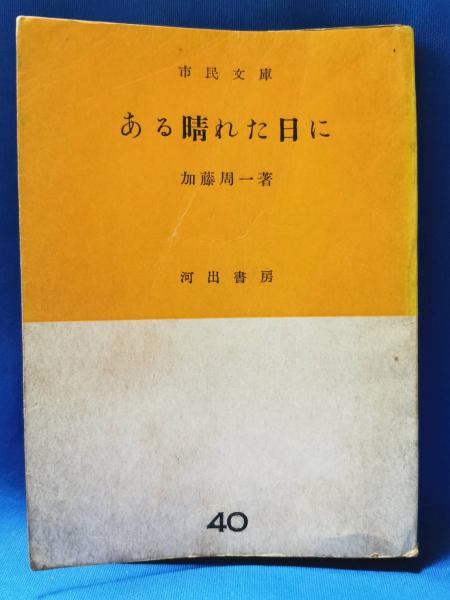 市民文庫
ある晴れた日に
加藤周一著
河出書房
40